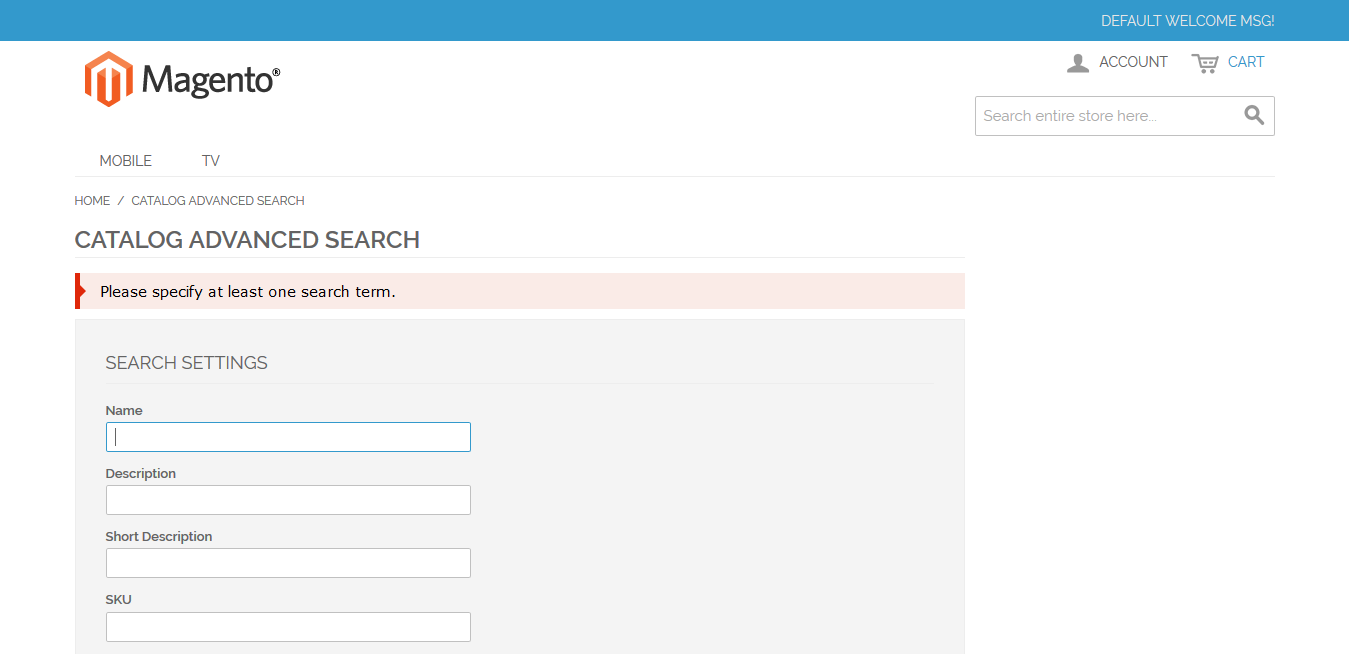 DEFAULT WELCOME MSG!
Magento®
ACCOUNT CART
Search entire store here...
MOBILE TV
HOME / CATALOG ADVANCED SEARCH
CATALOG ADVANCED SEARCH
Please specify at least one search term.
SEARCH SETTINGS
Name
Description
Short Description
SKU